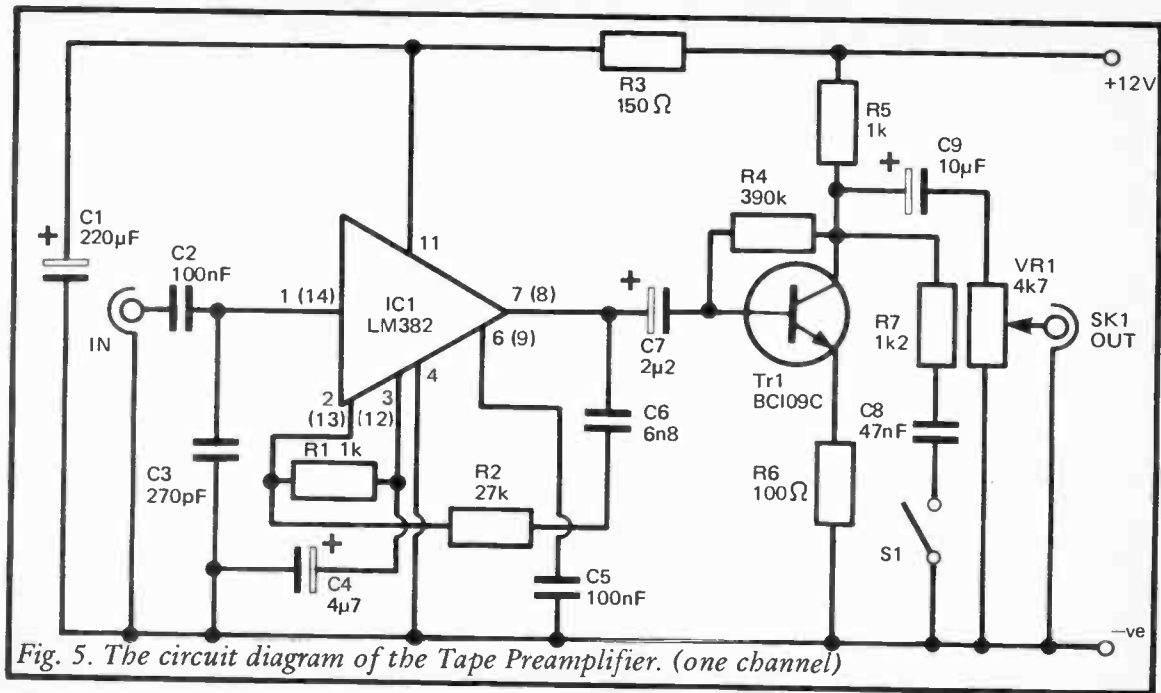 +12V
R3
150Ω
R5
1k
+
C9
10μF
R4
390k
+
C1
220μF
C2
100nF
11
IN
1 (14)
IC1
LM382
7 (8)
6 (9)
4
3
2
(13)
(12)
+
C7
2μ2
Tr1
BCI09C
VR1
4k7
R7
1k2
SK1
OUT
C8
47nF
C6
6n8
C3
270pF
R1 1k
R2
27k
R6
100Ω
S1
+
C4
4μ7
C5
100nF
—ve
Fig. 5. The circuit diagram of the Tape Preamplifier. (one channel)